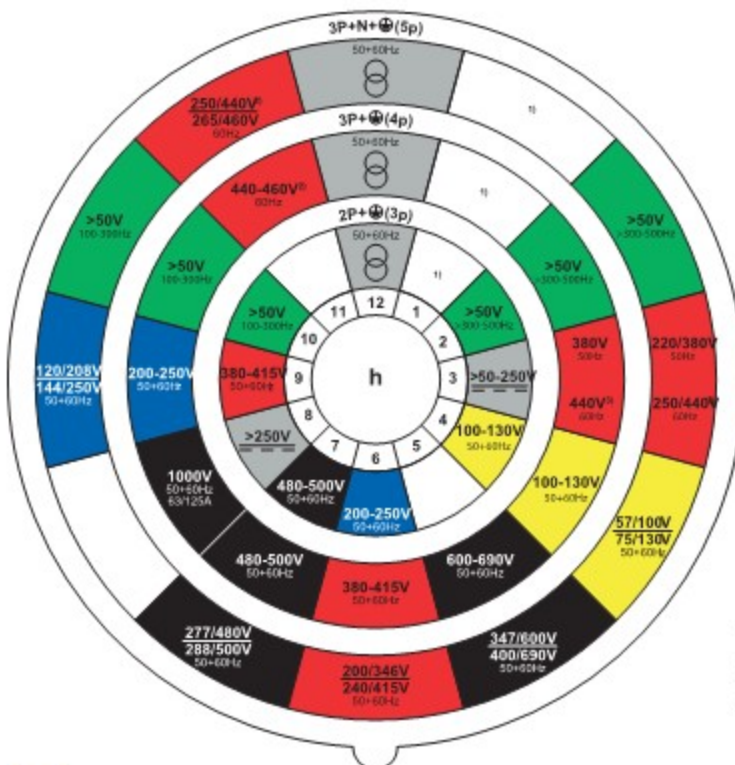 3P+N+⏚(5p)
50+60Hz
1)
>50V
>300-500Hz
220/380V
50Hz
250/440V
60Hz
57/100V
75/130V
50+60Hz
347/600V
400/690V
50+60Hz
200/346V
240/415V
50+60Hz
277/480V
288/500V
50+60Hz
120/208V
144/250V
50+60Hz
>50V
100-300Hz
250/440V
265/460V
60Hz
3P+⏚(4p)
50+60Hz
1)
>50V
>300-500Hz
380V
50Hz
440V
60Hz
100-130V
50+60Hz
600-690V
50+60Hz
380-415V
50+60Hz
480-500V
50+60Hz
1000V
50+60Hz
63/125A
200-250V
50+60Hz
>50V
100-300Hz
440-460V
60Hz
2P+⏚(3p)
50+60Hz
1)
>50V
>300-500Hz
>50-250V
100-130V
50+60Hz
200-250V
50+60Hz
480-500V
50+60Hz
>250V
380-415V
50+60Hz
>50V
100-300Hz
12
1
2
3
4
5
6
7
8
9
10
11
h